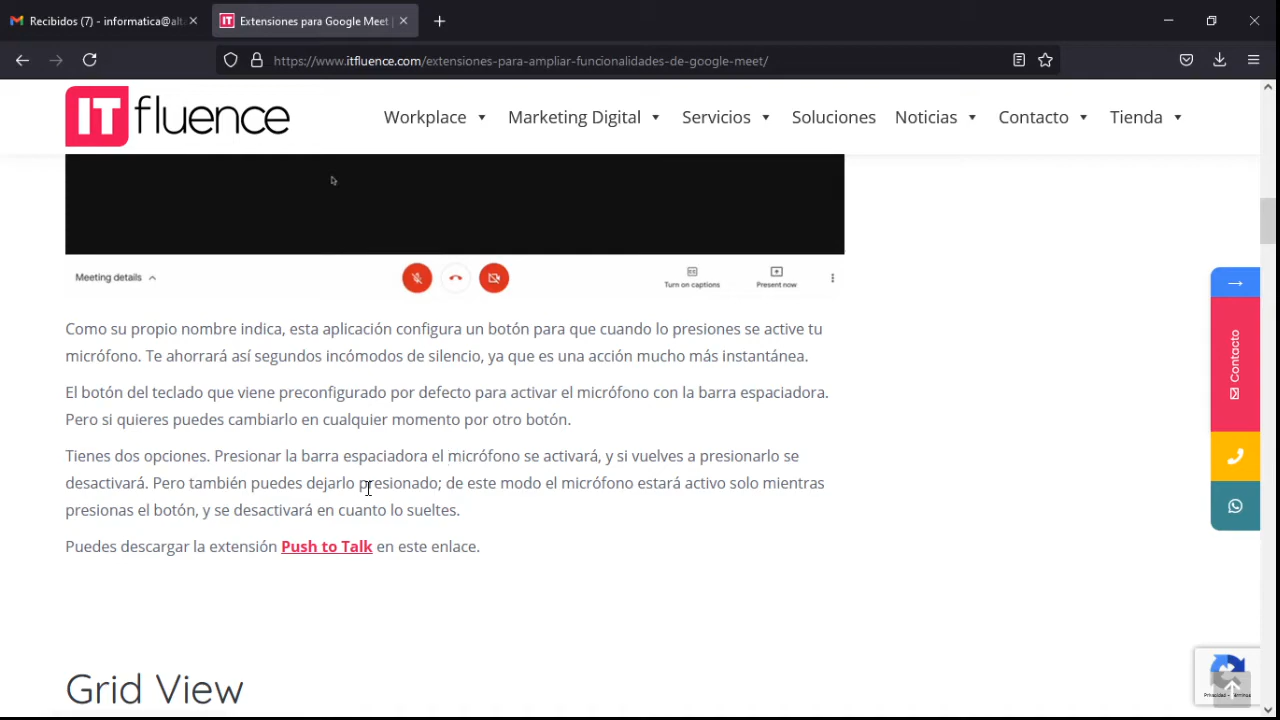 Recibidos (7) - informatica@alt
IT Extensiones para Google Meet |
https://www.itfluence.com/extensiones-para-ampliar-funcionalidades-de-google-meet/
IT fluence
Workplace Marketing Digital Servicios Soluciones Noticias Contacto Tienda
Meeting details
Turn on captions
Present now
Como su propio nombre indica, esta aplicación configura un botón para que cuando lo presiones se active tu
micrófono. Te ahorrará así segundos incómodos de silencio, ya que es una acción mucho más instantánea.
El botón del teclado que viene preconfigurado por defecto para activar el micrófono con la barra espaciadora.
Pero si quieres puedes cambiarlo en cualquier momento por otro botón.
Tienes dos opciones. Presionar la barra espaciadora el micrófono se activará, y si vuelves a presionarlo se
desactivará. Pero también puedes dejarlo presionado; de este modo el micrófono estará activo solo mientras
presionas el botón, y se desactivará en cuanto lo sueltes.
Puedes descargar la extensión Push to Talk en este enlace.
Grid View
Contacto
Privacidad - Términos